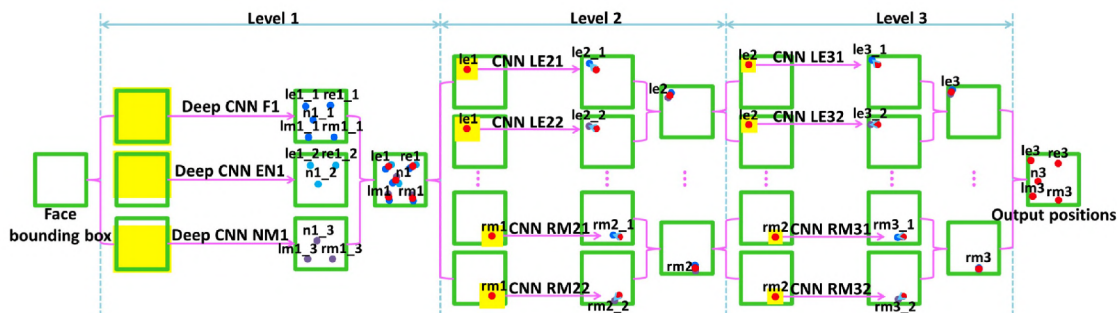 Level 1
Level 2
Level 3
Face
bounding box
Deep CNN F1
le1_1 re1_1
n1_1
lm1_1 rm1_1
Deep CNN EN1
le1_2 re1_2
n1_2
Deep CNN NM1
n1_3
lm1_3 rm1_3
le1 re1
n1
lm1 rm1
le1
CNN LE21
le2_1
le1
CNN LE22
le2_2
le2
rm1
CNN RM21
rm2_1
rm1
CNN RM22
rm2_2
rm2
le2
CNN LE31
le3_1
le2
CNN LE32
le3_2
le3
rm2
CNN RM31
rm3_1
rm2
CNN RM32
rm3_2
rm3
le3 re3
n3
lm3 rm3
Output positions